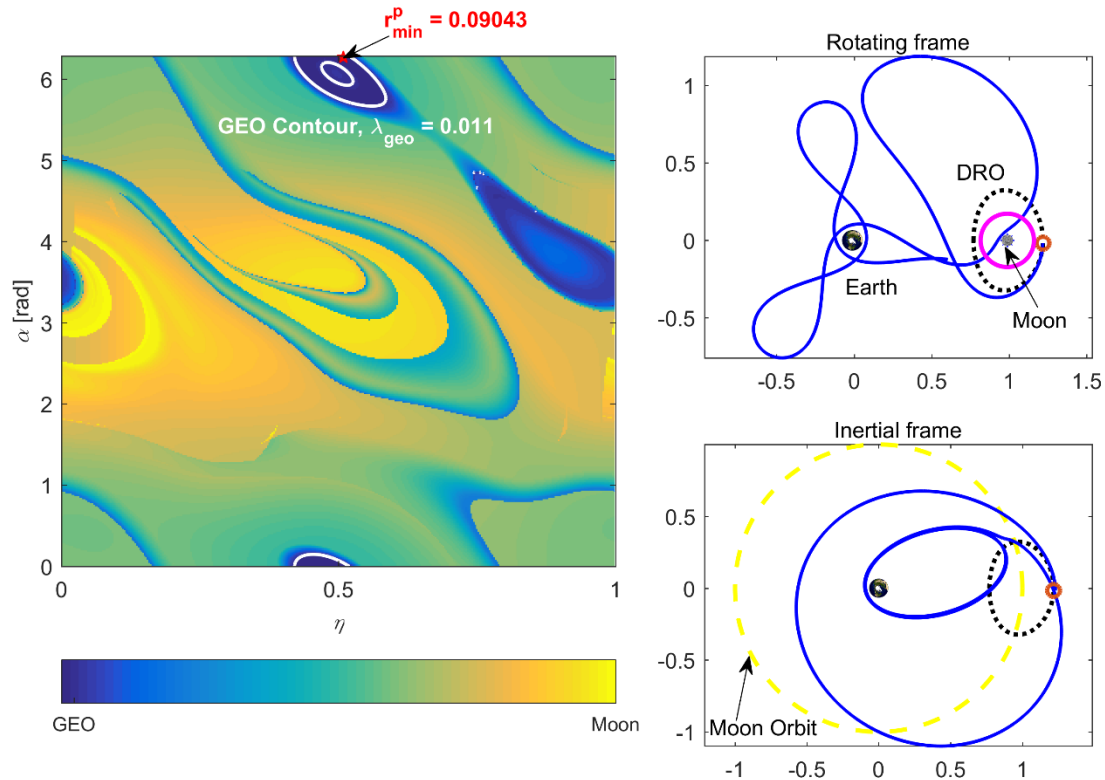 r^p_min = 0.09043
GEO Contour, λ_geo = 0.011
6
5
4
3
2
1
0
α [rad]
0
0.5
1
η
GEO
Moon
Rotating frame
1
0.5
0
-0.5
DRO
Earth
Moon
-0.5
0
0.5
1
1.5
Inertial frame
0.5
0
-0.5
-1
Moon Orbit
-1
-0.5
0
0.5
1